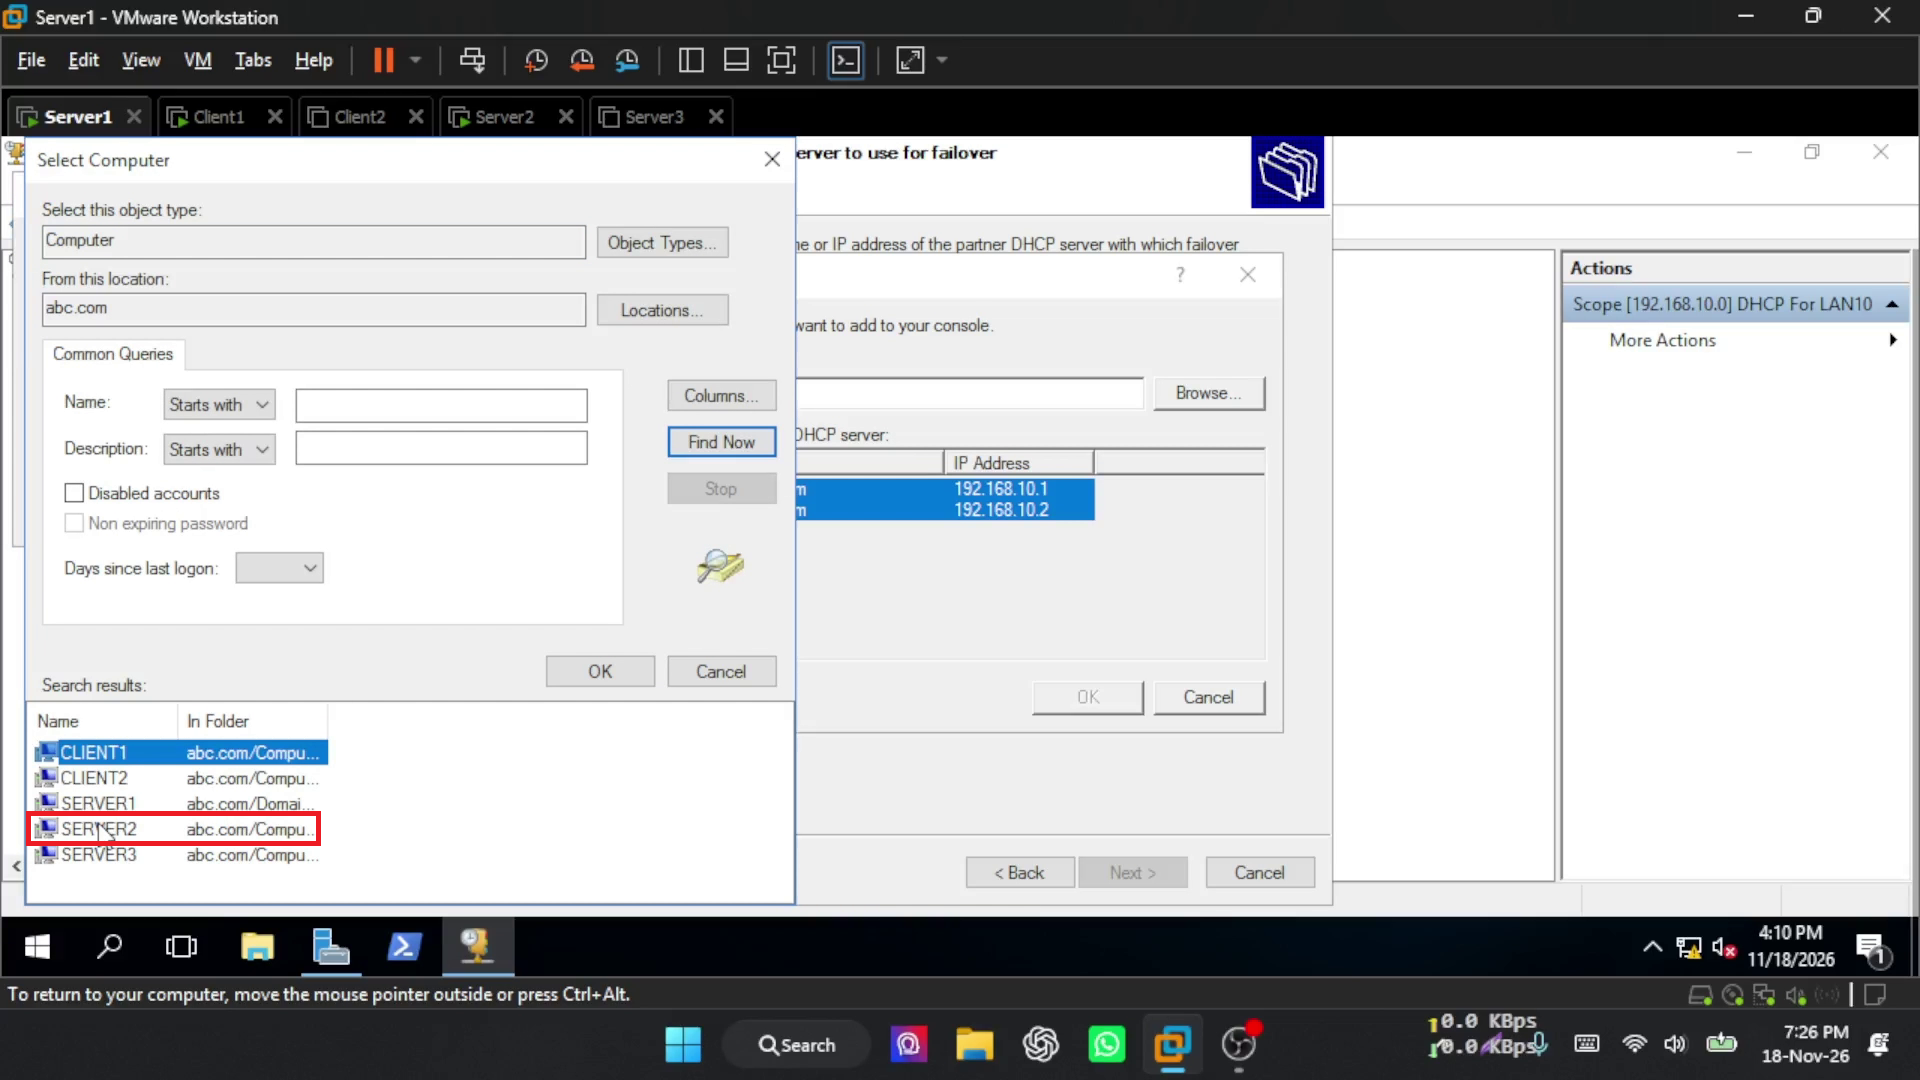 Server1 - VMware Workstation
File Edit View VM Tabs Help
Server1 Client1 Client2 Server2 Server3
Select Computer
erver to use for failover
Select this object type:
Computer
Object Types...
e or IP address of the partner DHCP server with which failover
From this location:
abc.com
Locations...
Actions
Scope [192.168.10.0] DHCP For LAN10
More Actions
?
want to add to your console.
Common Queries
Name: Starts with
Columns...
Browse...
Description: Starts with
Find Now
DHCP server:
IP Address
Disabled accounts
Stop
m 192.168.10.1
m 192.168.10.2
Non expiring password
Days since last logon:
OK Cancel
Search results:
OK Cancel
Name In Folder
CLIENT1 abc.com/Compu...
CLIENT2 abc.com/Compu...
SERVER1 abc.com/Domai...
SERVER2 abc.com/Compu...
SERVER3 abc.com/Compu...
< Back Next > Cancel
4:10 PM
11/18/2026
1
To return to your computer, move the mouse pointer outside or press Ctrl+Alt.
Search
0.0 KBps
0.0 KBps
7:26 PM
18-Nov-26